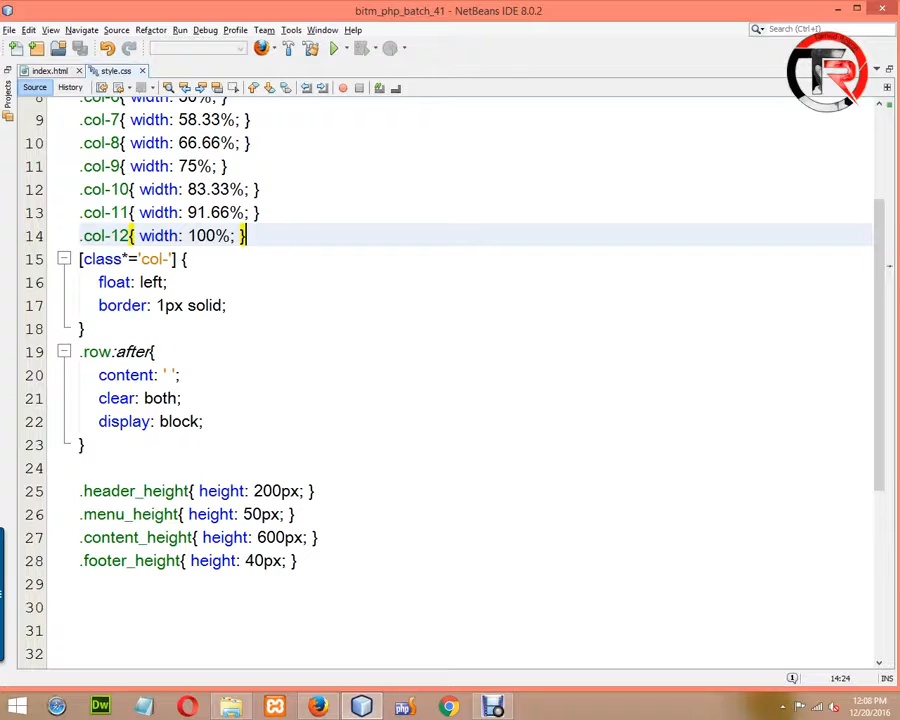 bitm_php_batch_41 - NetBeans IDE 8.0.2
File Edit View Navigate Source Refactor Run Debug Profile Team Tools Window Help
Search (Ctrl+I)
index.html
style.css
Source History
Projects
9 .col-7{ width: 58.33%; }
10 .col-8{ width: 66.66%; }
11 .col-9{ width: 75%; }
12 .col-10{ width: 83.33%; }
13 .col-11{ width: 91.66%; }
14 .col-12{ width: 100%; }
15 [class*='col-'] {
16 float: left;
17 border: 1px solid;
18 }
19 .row:after{
20 content: ' ';
21 clear: both;
22 display: block;
23 }
24
25 .header_height{ height: 200px; }
26 .menu_height{ height: 50px; }
27 .content_height{ height: 600px; }
28 .footer_height{ height: 40px; }
29
30
31
32
14:24 INS
Dw
php
12:08 PM
12/20/2016